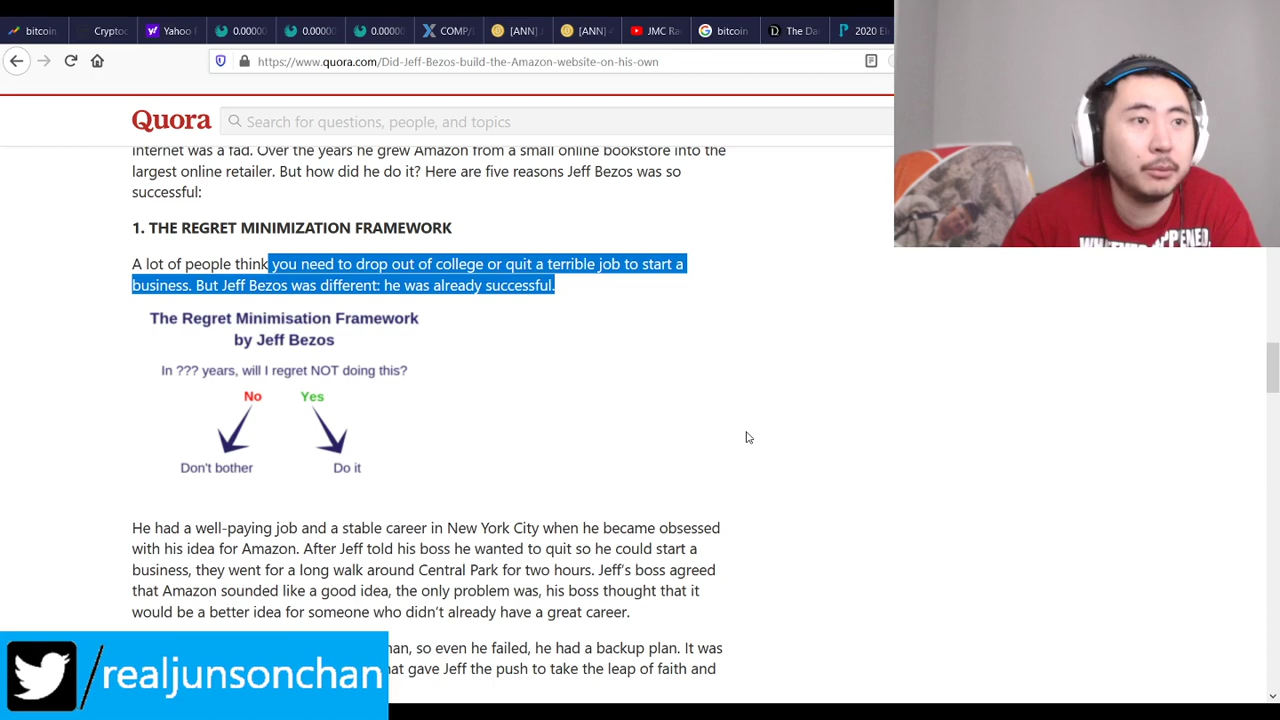 bitcoin
Cryptoc
Yahoo F
0.00000
0.00000
0.00000
COMP/
[ANN]
[ANN]
JMC Ra
bitcoin
The Da
2020 El
https://www.quora.com/Did-Jeff-Bezos-build-the-Amazon-website-on-his-own
Quora
Search for questions, people, and topics
internet was a fad. Over the years he grew Amazon from a small online bookstore into the
largest online retailer. But how did he do it? Here are five reasons Jeff Bezos was so
successful:
1. THE REGRET MINIMIZATION FRAMEWORK
A lot of people think you need to drop out of college or quit a terrible job to start a
business. But Jeff Bezos was different: he was already successful.
The Regret Minimisation Framework
by Jeff Bezos
In ??? years, will I regret NOT doing this?
No Yes
Don't bother Do it
He had a well-paying job and a stable career in New York City when he became obsessed
with his idea for Amazon. After Jeff told his boss he wanted to quit so he could start a
business, they went for a long walk around Central Park for two hours. Jeff's boss agreed
that Amazon sounded like a good idea, the only problem was, his boss thought that it
would be a better idea for someone who didn't already have a great career.
so even he failed, he had a backup plan. It was
gave Jeff the push to take the leap of faith and
/realjunsonchan
HAPPENED.